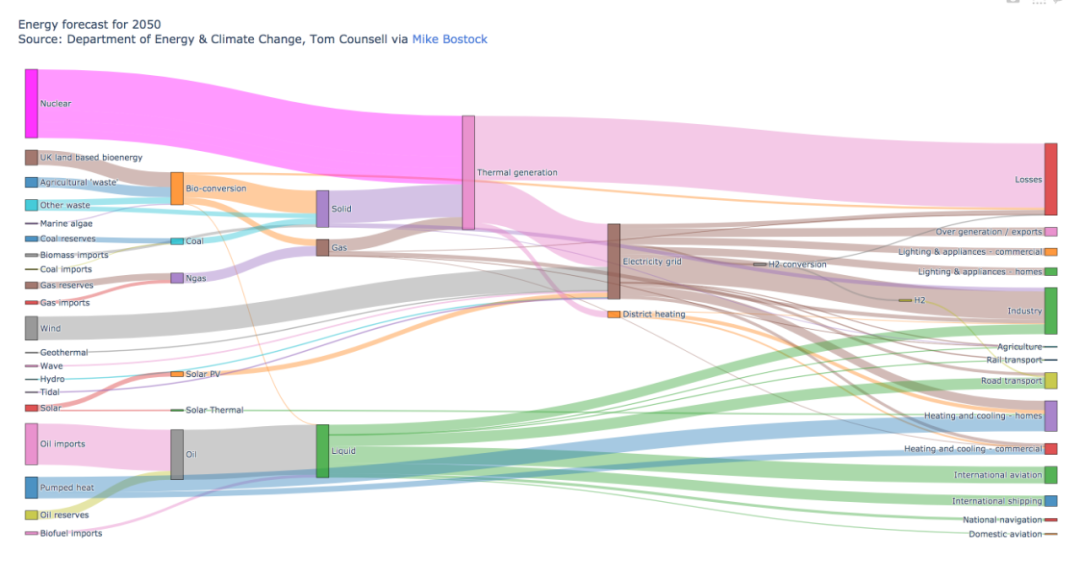 Energy forecast for 2050
Source: Department of Energy & Climate Change, Tom Counsell via Mike Bostock
Nuclear
UK land based bioenergy
Agricultural 'waste'
Other waste
Marine algae
Coal reserves
Biomass imports
Coal imports
Gas reserves
Gas imports
Wind
Geothermal
Wave
Hydro
Tidal
Solar
Oil imports
Pumped heat
Oil reserves
Biofuel imports
Bio-conversion
Coal
Ngas
Solar PV
Solar Thermal
Oil
Solid
Gas
Liquid
Thermal generation
Electricity grid
District heating
H2 conversion
H2
Losses
Over generation / exports
Lighting & appliances - commercial
Lighting & appliances - homes
Industry
Agriculture
Rail transport
Road transport
Heating and cooling - homes
Heating and cooling - commercial
International aviation
International shipping
National navigation
Domestic aviation